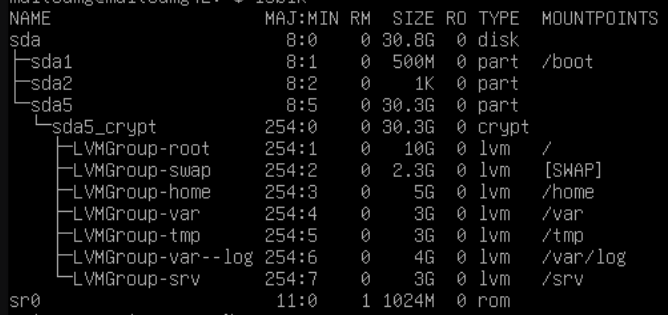 NAME MAJ:MIN RM SIZE RO TYPE MOUNTPOINTS
sda 8:0 0 30.8G 0 disk
├─sda1 8:1 0 500M 0 part /boot
├─sda2 8:2 0 1K 0 part
└─sda5 8:5 0 30.3G 0 part
└─sda5_crypt 254:0 0 30.3G 0 crypt
├─LVMGroup-root 254:1 0 10G 0 lvm /
├─LVMGroup-swap 254:2 0 2.3G 0 lvm [SWAP]
├─LVMGroup-home 254:3 0 5G 0 lvm /home
├─LVMGroup-var 254:4 0 3G 0 lvm /var
├─LVMGroup-tmp 254:5 0 3G 0 lvm /tmp
├─LVMGroup-var--log 254:6 0 4G 0 lvm /var/log
└─LVMGroup-srv 254:7 0 3G 0 lvm /srv
sr0 11:0 1 1024M 0 rom